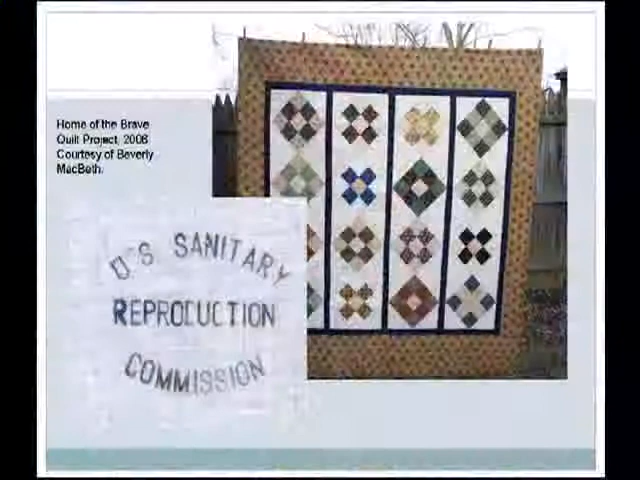 Home of the Brave
Quilt Project, 2008.
Courtesy of Beverly
MacBeth.
U S SANITARY
REPRODUCTION
COMMISSION